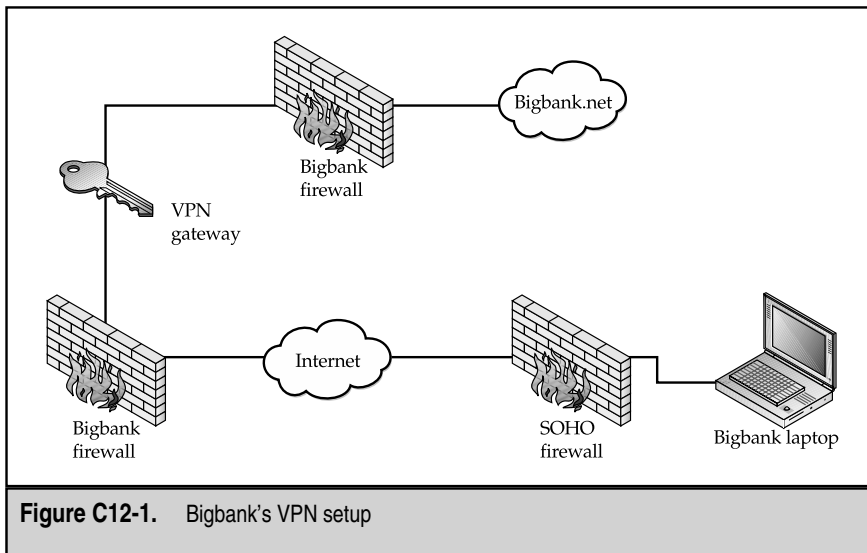 Bigbank.net
Bigbank
firewall
VPN
gateway
Internet
Bigbank
firewall
SOHO
firewall
Bigbank laptop
Figure C12-1. Bigbank's VPN setup